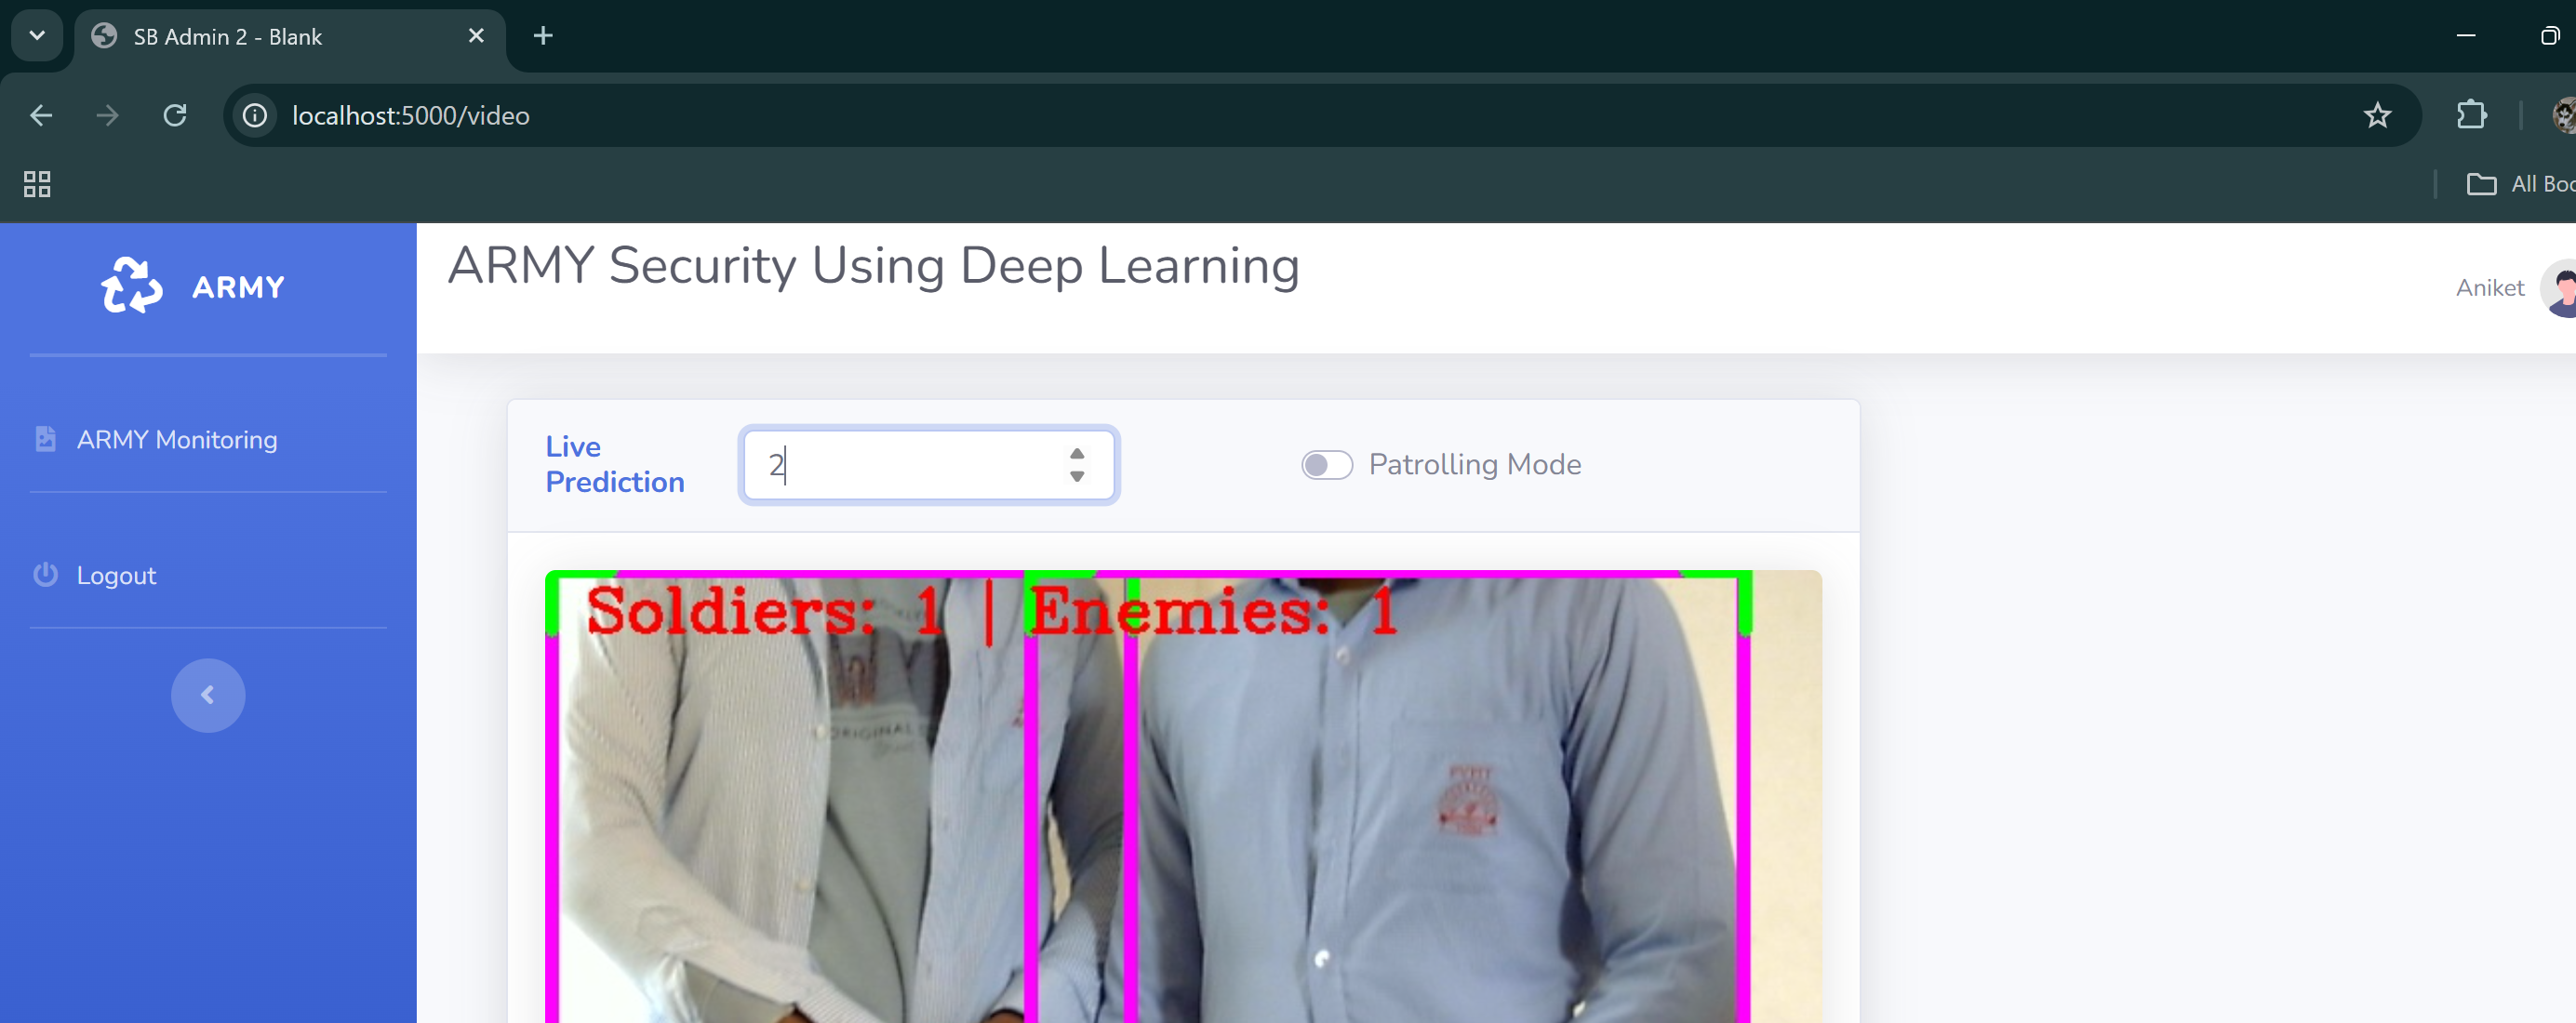 SB Admin 2 - Blank
localhost:5000/video
All Boo
ARMY
ARMY Security Using Deep Learning
Aniket
ARMY Monitoring
Logout
Live
Prediction
2
Patrolling Mode
Soldiers: 1 | Enemies: 1
ORIGINAL